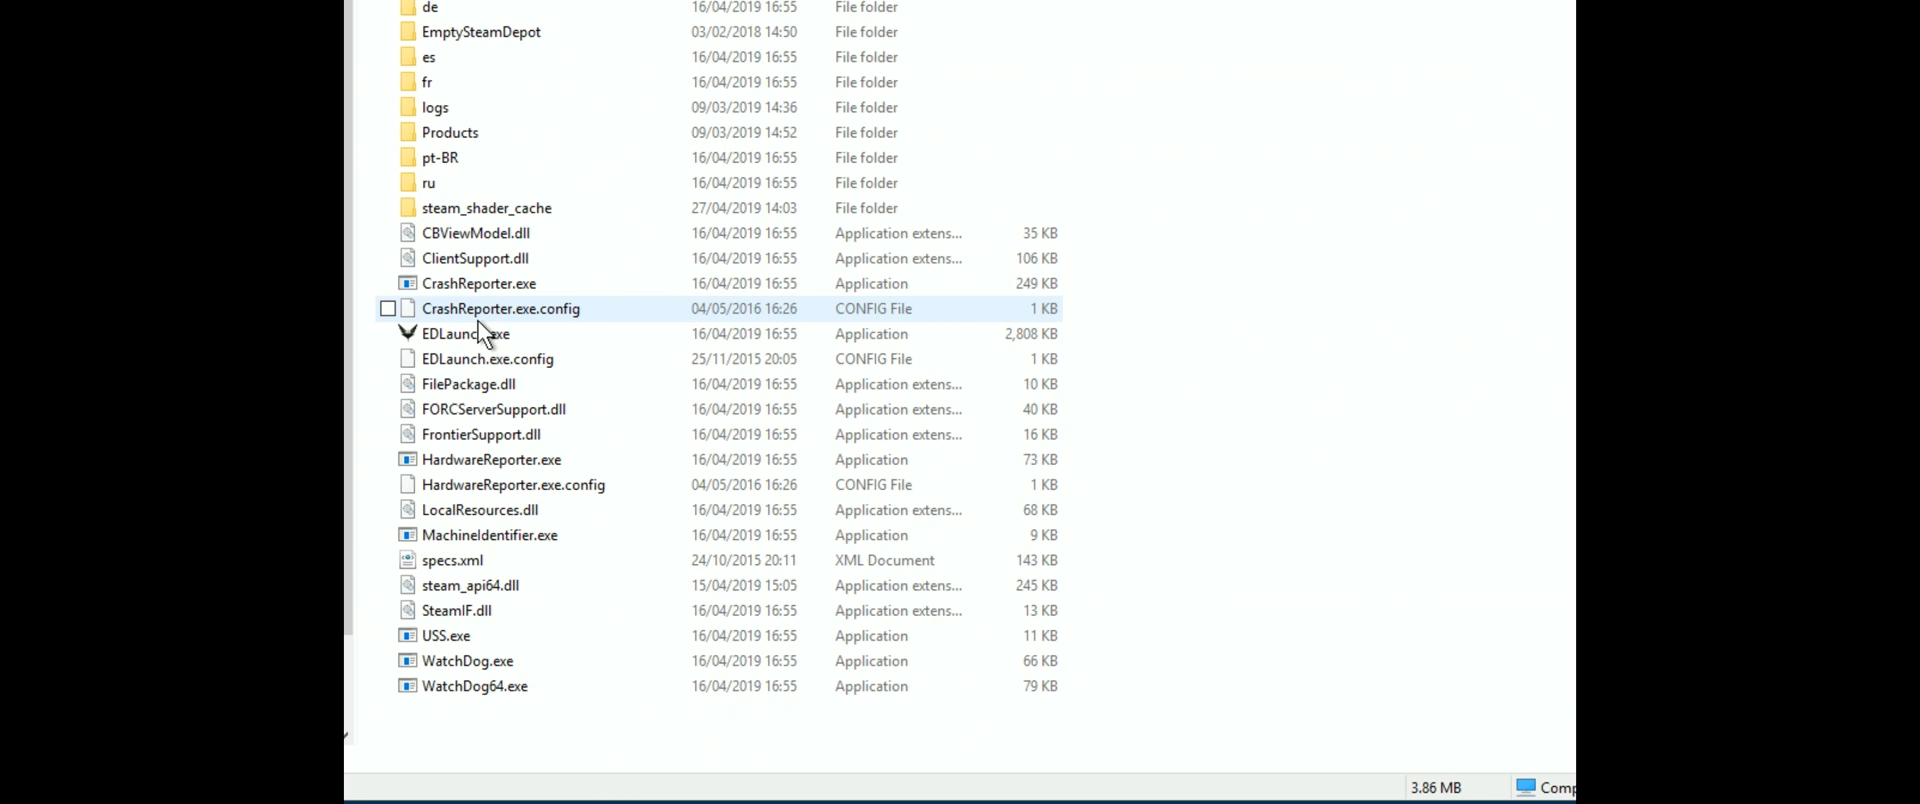 de 16/04/2019 16:55 File folder
EmptySteamDepot 03/02/2018 14:50 File folder
es 16/04/2019 16:55 File folder
fr 16/04/2019 16:55 File folder
logs 09/03/2019 14:36 File folder
Products 09/03/2019 14:52 File folder
pt-BR 16/04/2019 16:55 File folder
ru 16/04/2019 16:55 File folder
steam_shader_cache 27/04/2019 14:03 File folder
CBViewModel.dll 16/04/2019 16:55 Application extens... 35 KB
ClientSupport.dll 16/04/2019 16:55 Application extens... 106 KB
CrashReporter.exe 16/04/2019 16:55 Application 249 KB
CrashReporter.exe.config 04/05/2016 16:26 CONFIG File 1 KB
16/04/2019 16:55 Application 2,808 KB
EDLaunch.exe.config 25/11/2015 20:05 CONFIG File 1 KB
FilePackage.dll 16/04/2019 16:55 Application extens... 10 KB
FORCServerSupport.dll 16/04/2019 16:55 Application extens... 40 KB
FrontierSupport.dll 16/04/2019 16:55 Application extens... 16 KB
HardwareReporter.exe 16/04/2019 16:55 Application 73 KB
HardwareReporter.exe.config 04/05/2016 16:26 CONFIG File 1 KB
LocalResources.dll 16/04/2019 16:55 Application extens... 68 KB
MachineIdentifier.exe 16/04/2019 16:55 Application 9 KB
specs.xml 24/10/2015 20:11 XML Document 143 KB
steam_api64.dll 15/04/2019 15:05 Application extens... 245 KB
SteamIF.dll 16/04/2019 16:55 Application extens... 13 KB
USS.exe 16/04/2019 16:55 Application 11 KB
WatchDog.exe 16/04/2019 16:55 Application 66 KB
WatchDog64.exe 16/04/2019 16:55 Application 79 KB
3.86 MB